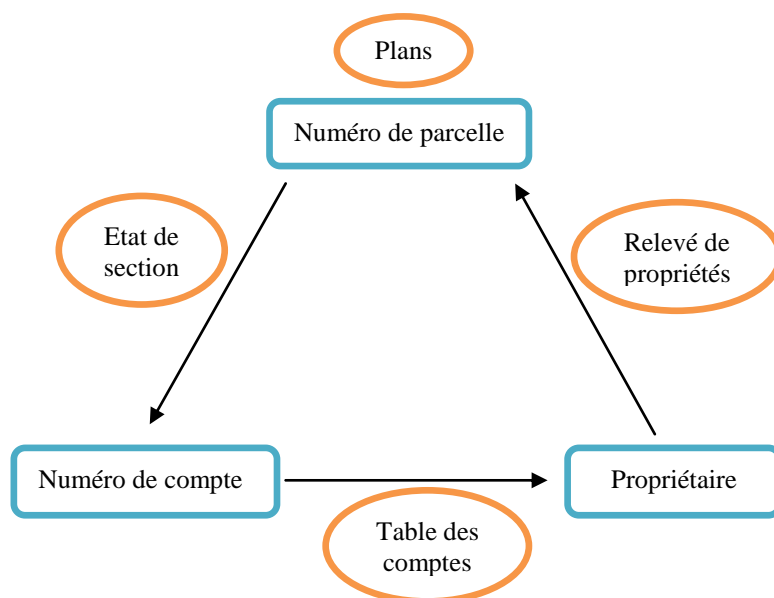 Plans
Numéro de parcelle
Etat de
section
Relevé de
propriétés
Numéro de compte
Propriétaire
Table des
comptes